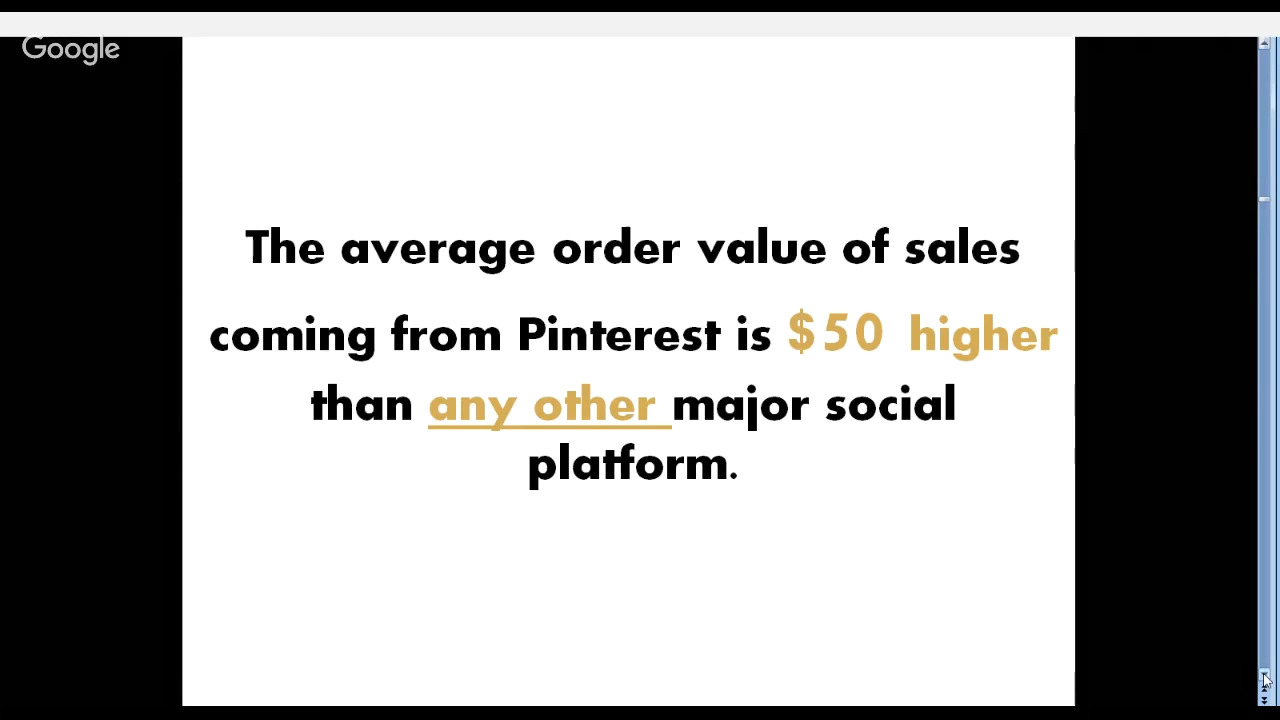 Google
The average order value of sales
coming from Pinterest is $50 higher
than any other major social
platform.